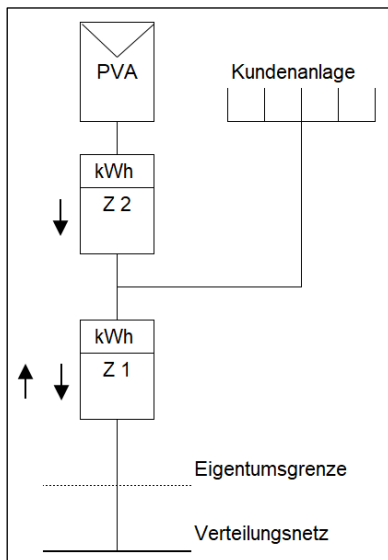 PVA
Kundenanlage
kWh
Z 2
kWh
Z 1
Eigentumsgrenze
Verteilungsnetz